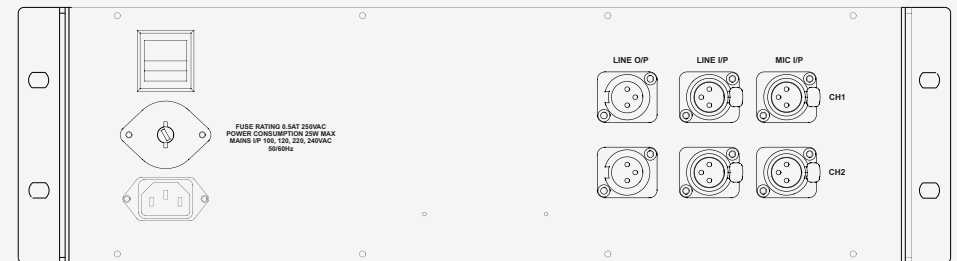 LINE O/P
LINE I/P
MIC I/P
CH1
FUSE RATING 0.5AT 250VAC
POWER CONSUMPTION 25W MAX
MAINS I/P 100, 120, 220, 240VAC
50/60Hz
CH2